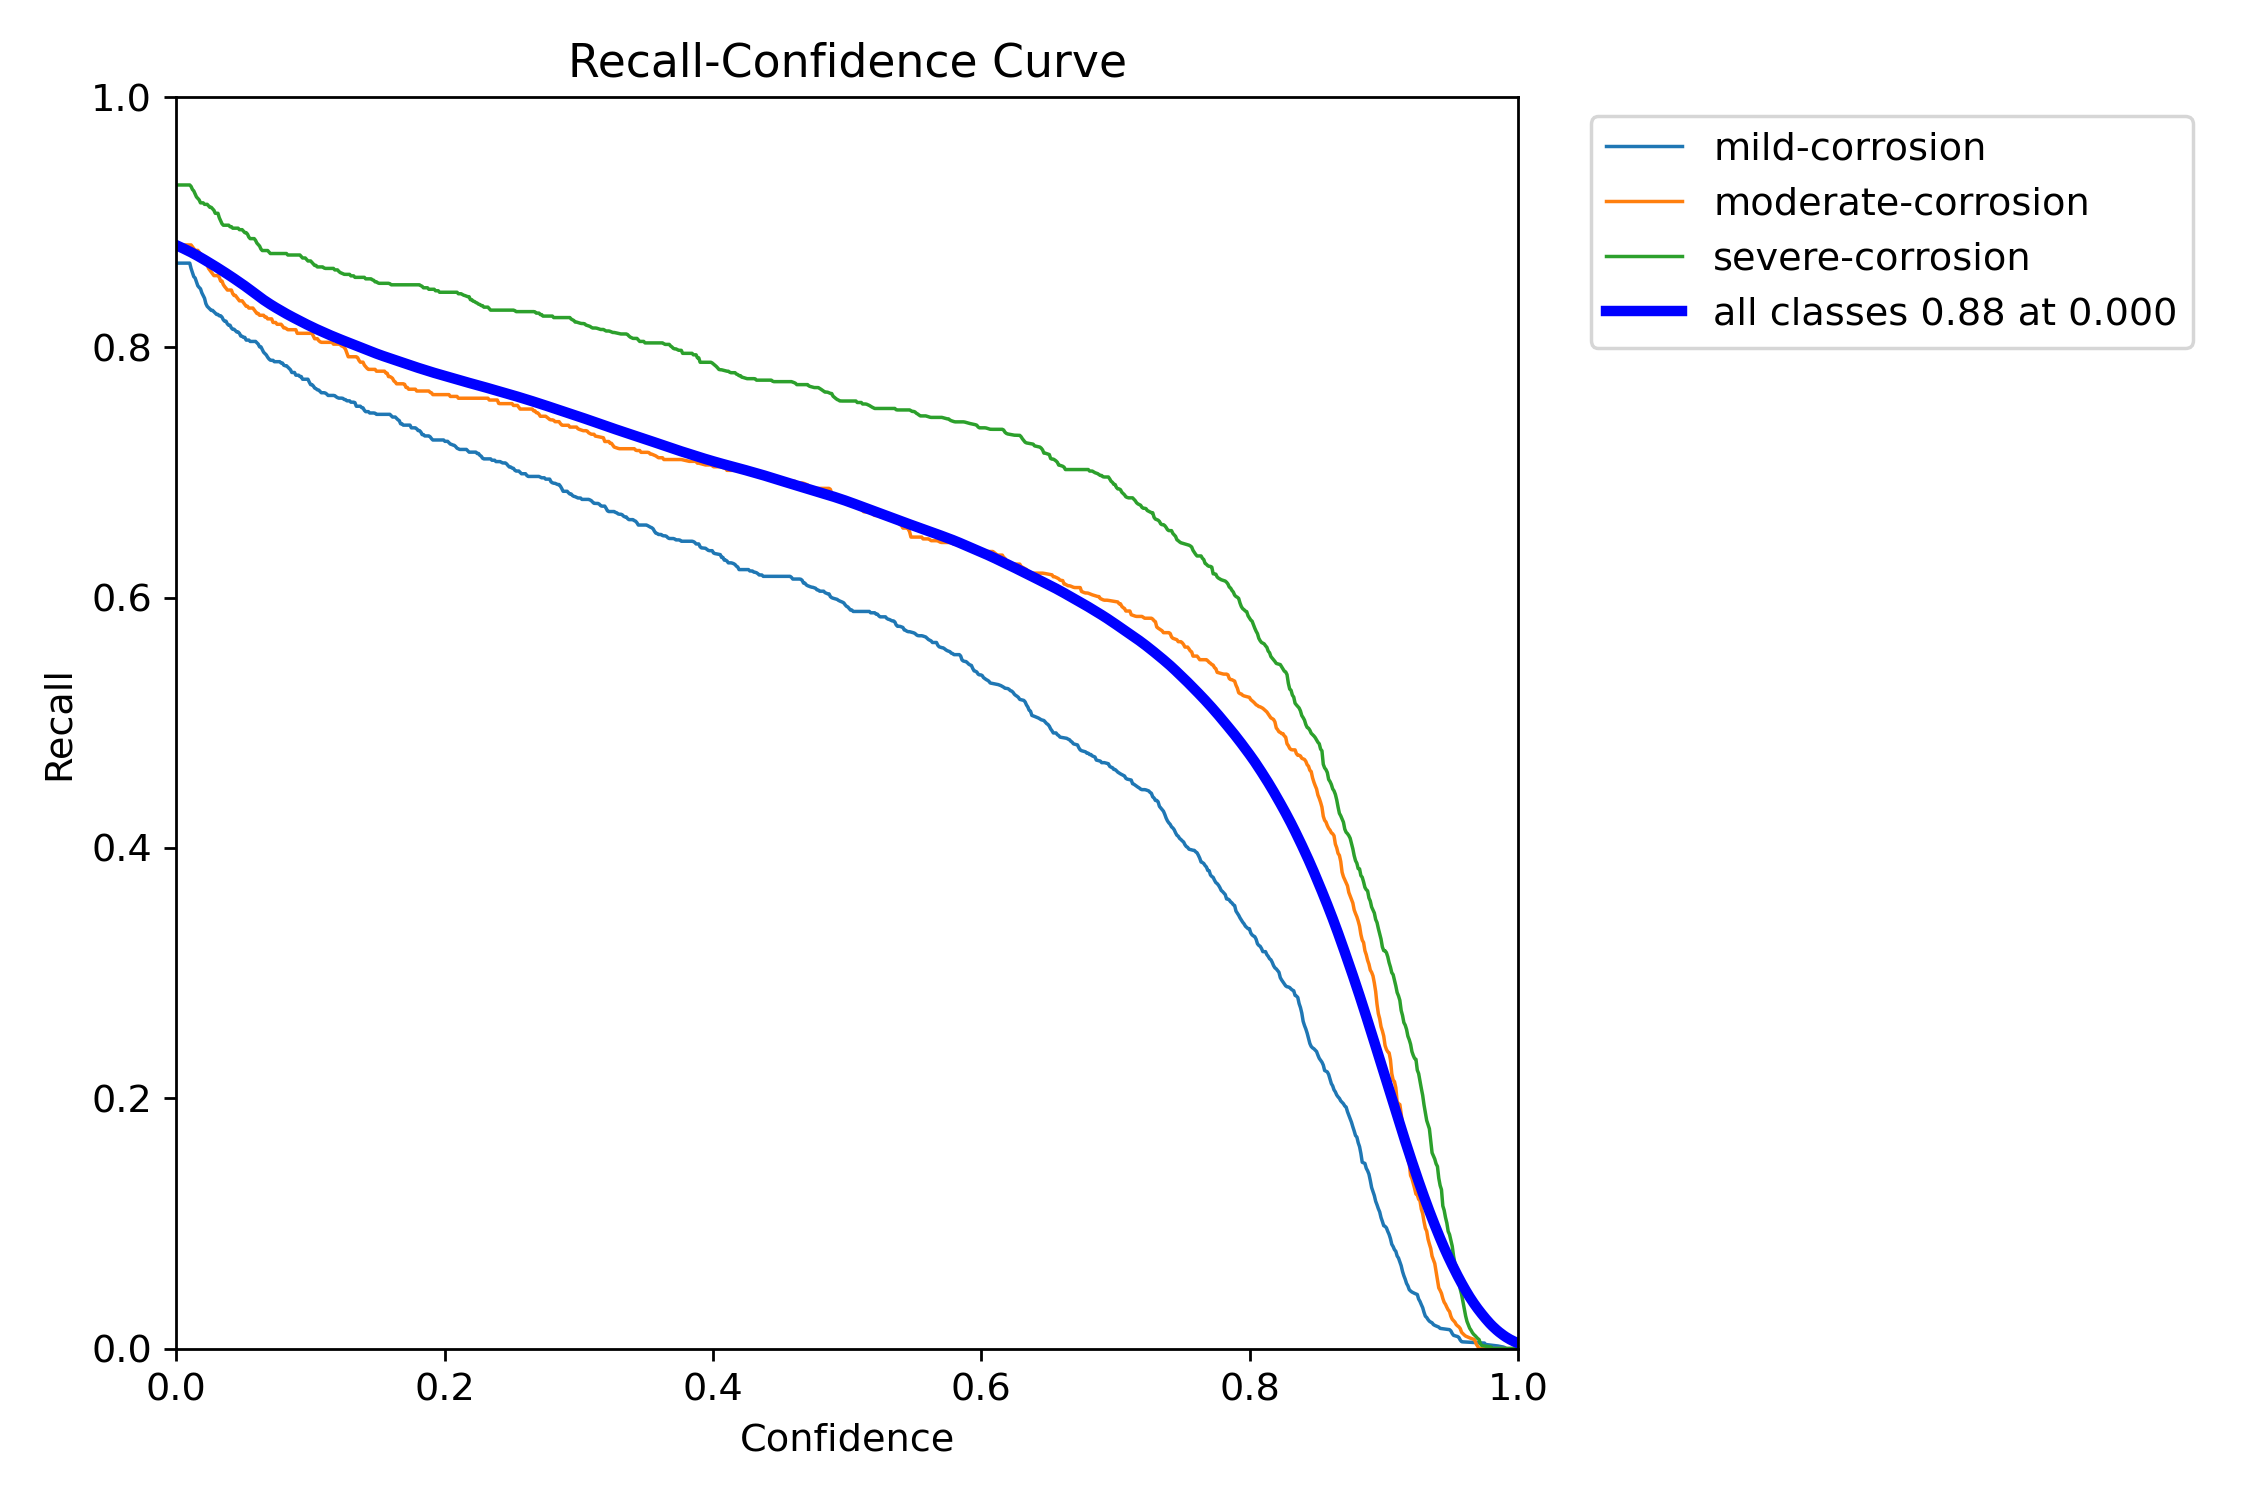 Recall-Confidence Curve
1.0
0.8
0.6
0.4
0.2
0.0
Recall
0.0 0.2 0.4 0.6 0.8 1.0
Confidence
mild-corrosion
moderate-corrosion
severe-corrosion
all classes 0.88 at 0.000